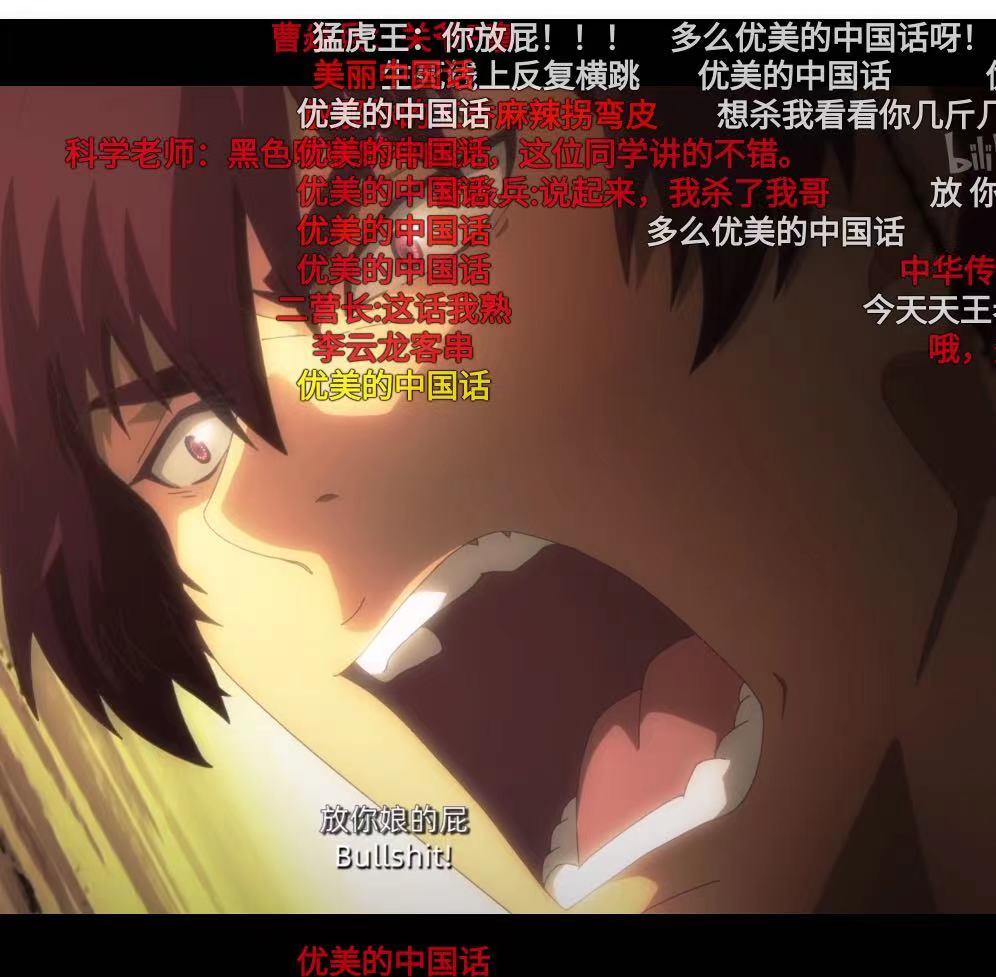 猛虎王：你放屁！！！ 多么优美的中国话呀！
美丽中国话 生死线上反复横跳 优美的中国话
优美的中国话 麻辣拐弯皮 想杀我看看你几斤几
科学老师：黑色 优美的中国话，这位同学讲的不错。 bili
优美的中国话 兵:说起来，我杀了我哥 放 你
优美的中国话 多么优美的中国话
优美的中国话 中华传
二营长:这话我熟 今天天王
李云龙客串 哦，
优美的中国话
放你娘的屁
Bullshit!
优美的中国话